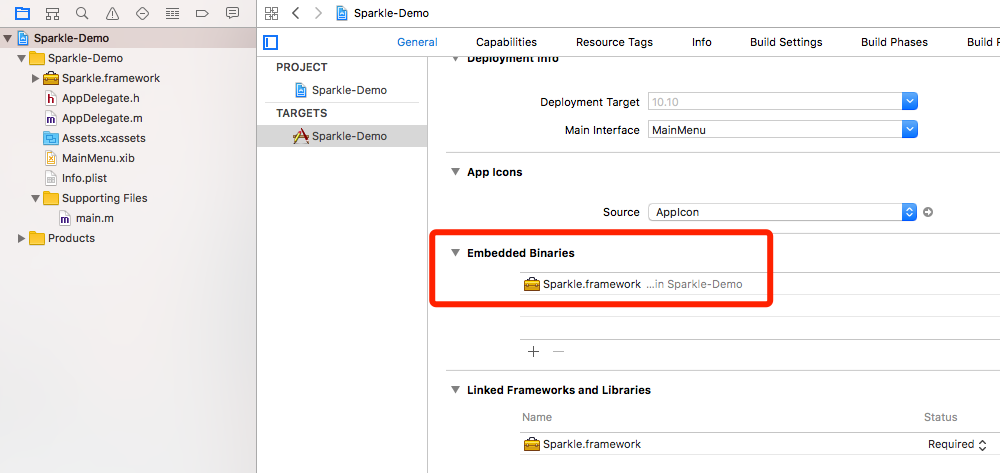 Sparkle-Demo
Sparkle-Demo
Sparkle-Demo
Sparkle.framework
AppDelegate.h
AppDelegate.m
Assets.xcassets
MainMenu.xib
Info.plist
Supporting Files
main.m
Products
General Capabilities Resource Tags Info Build Settings Build Phases Build R
PROJECT
Sparkle-Demo
TARGETS
Sparkle-Demo
Deployment Info
Deployment Target 10.10
Main Interface MainMenu
App Icons
Source AppIcon
Embedded Binaries
Sparkle.framework ...in Sparkle-Demo
Linked Frameworks and Libraries
Name Status
Sparkle.framework Required